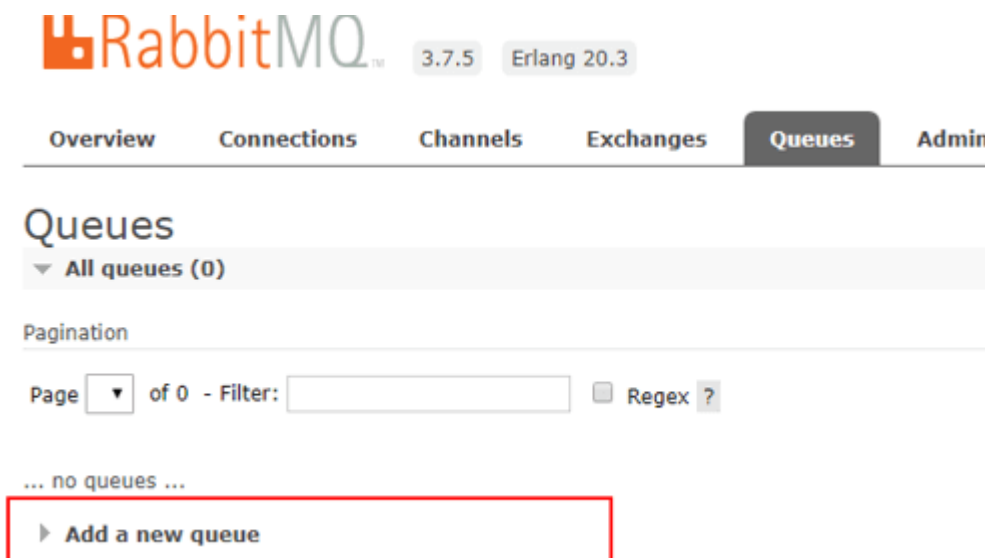 RabbitMQ™ 3.7.5 Erlang 20.3
Overview Connections Channels Exchanges Queues Admin
Queues
All queues (0)
Pagination
Page of 0 - Filter: Regex ?
... no queues ...
Add a new queue